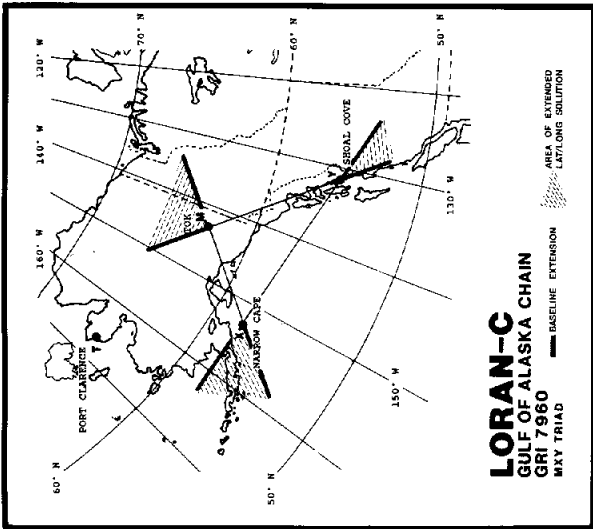 70° N
60° N
50° N
120° W
140° W
160° W
SHOAL COVE
Y
TOK
M
X
NARROW CAPE
T
PORT CLARENCE
130° W
150° W
60° N
50° N
LORAN-C
GULF OF ALASKA CHAIN
GRI 7960
MXY TRIAD
BASELINE EXTENSION
AREA OF EXTENDED
LAT/LONG SOLUTION